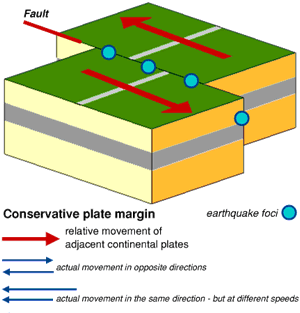 Fault
Conservative plate margin
earthquake foci
relative movement of
adjacent continental plates
actual movement in opposite directions
actual movement in the same direction - but at different speeds